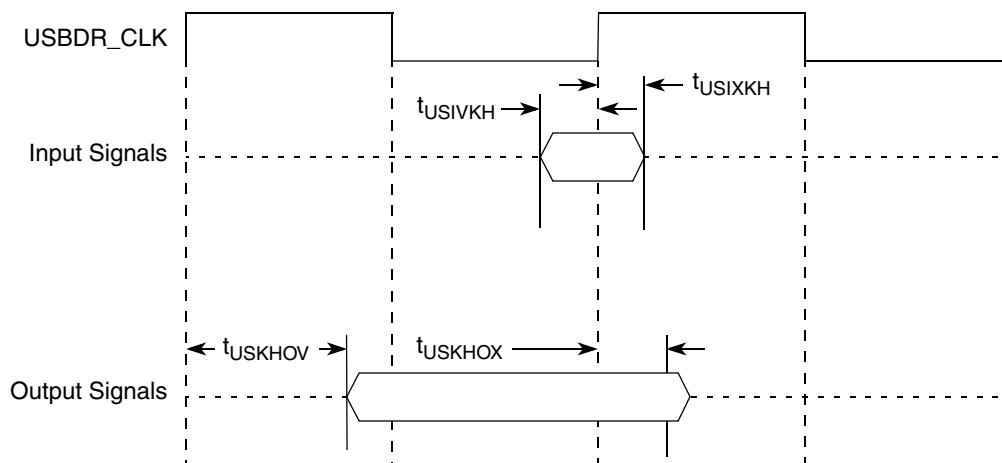 USBDR_CLK
tUSIXKH
tUSIVKH
Input Signals
tUSKHOV
tUSKHOX
Output Signals